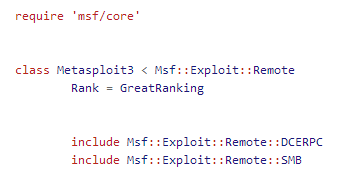 require 'msf/core'
class Metasploit3 < Msf::Exploit::Remote
Rank = GreatRanking
include Msf::Exploit::Remote::DCERPC
include Msf::Exploit::Remote::SMB